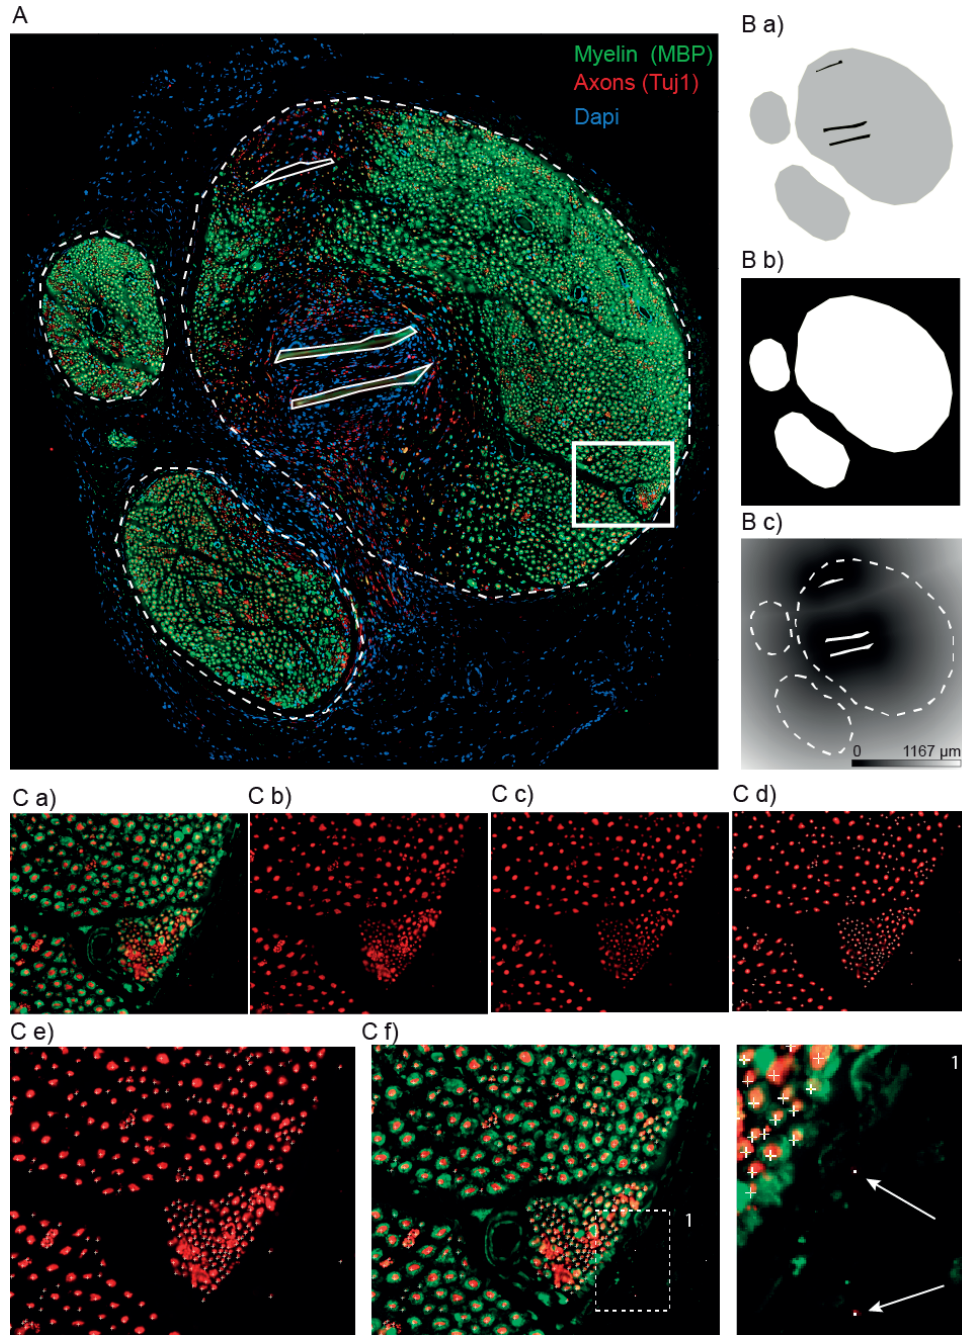 A
Myelin (MBP)
Axons (Tuj1)
Dapi
B a)
B b)
B c)
0 1167 µm
C a)
C b)
C c)
C d)
C e)
C f)
1
1